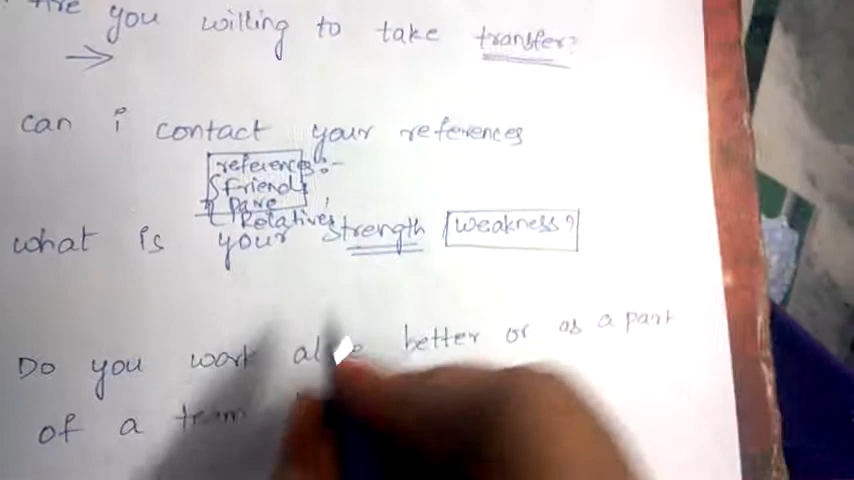 Are you willing to take transfer?
can i contact your references
references:-
Friends
Relatives
what is your strength / weakness?
Do you work better or as a part
of a team